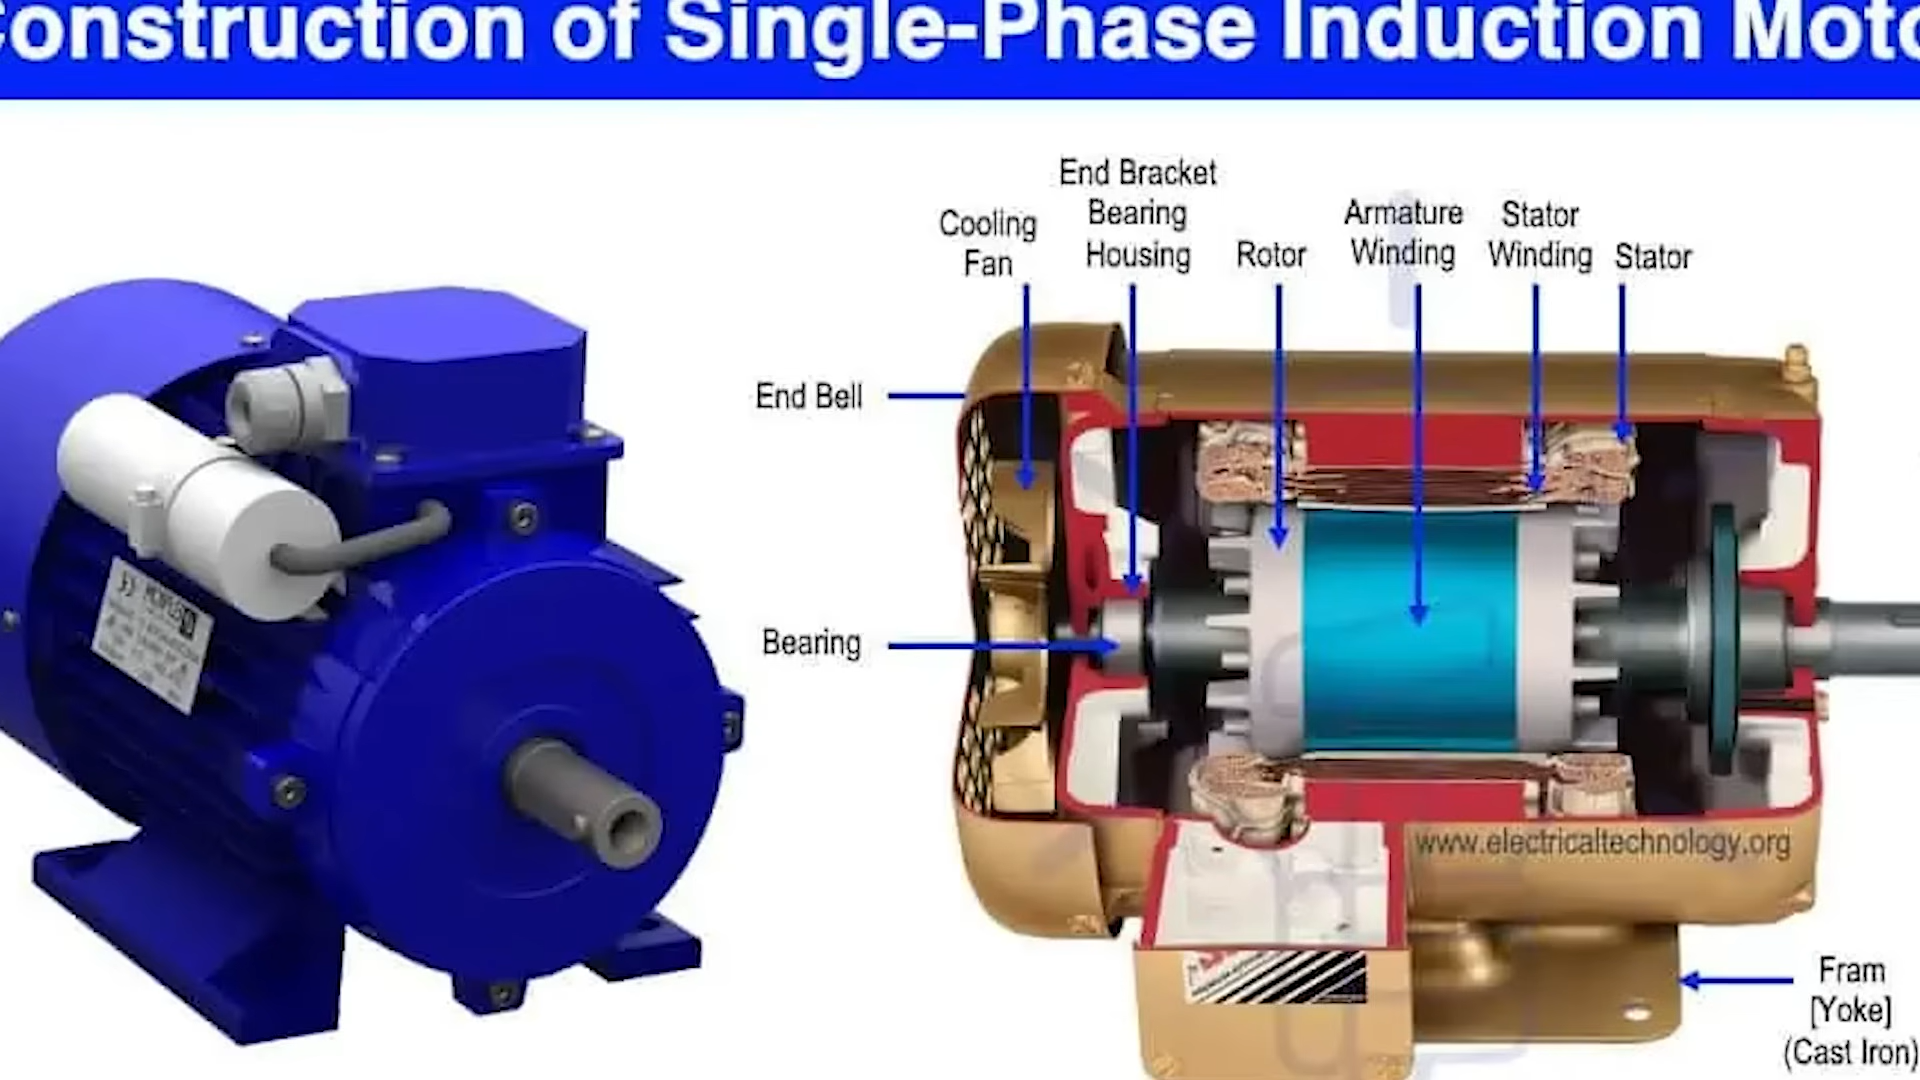 Construction of Single-Phase Induction Moto
End Bracket
Bearing
Housing
Cooling
Fan
Rotor
Armature
Winding
Stator
Winding
Stator
End Bell
Bearing
www.electricaltechnology.org
Fram
[Yoke]
(Cast Iron)